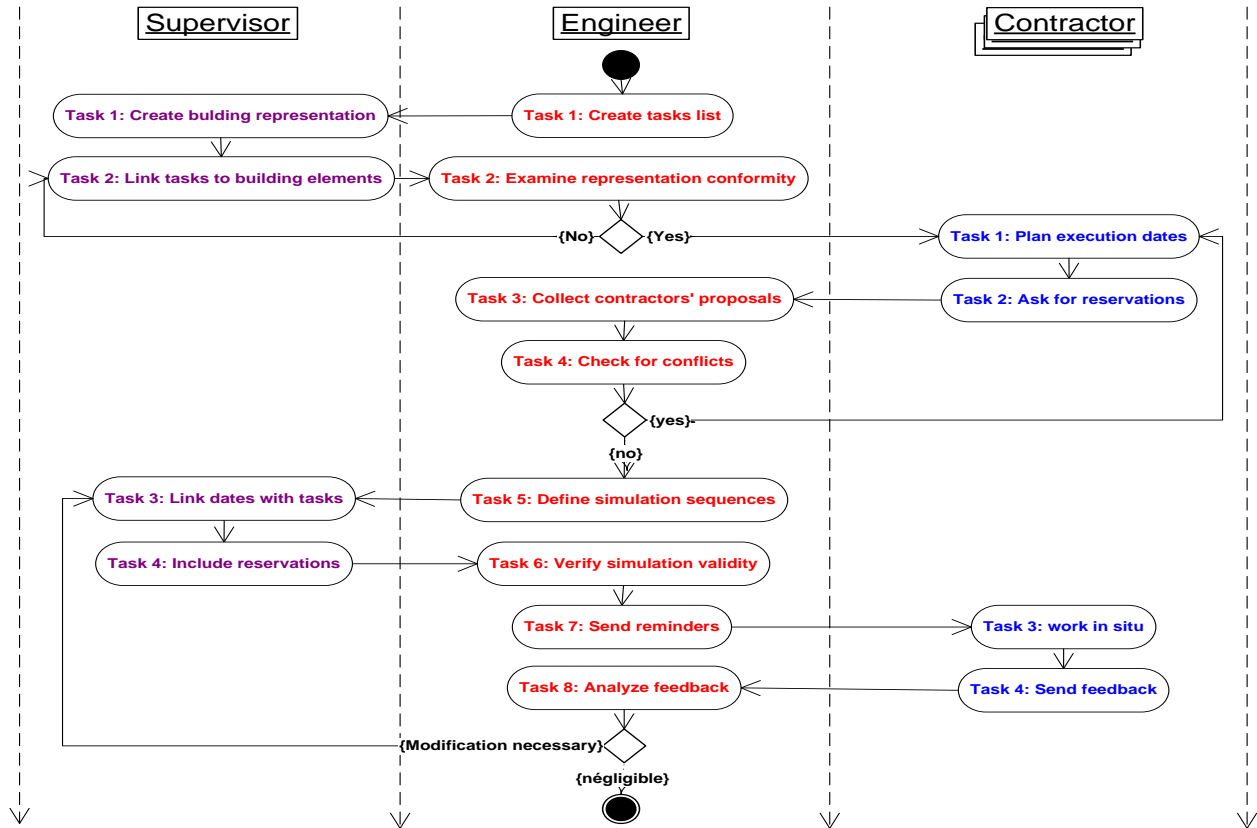 Supervisor
Engineer
Contractor
Task 1: Create bulding representation
Task 1: Create tasks list
Task 2: Link tasks to building elements
Task 2: Examine representation conformity
{No}
{Yes}
Task 1: Plan execution dates
Task 3: Collect contractors' proposals
Task 2: Ask for reservations
Task 4: Check for conflicts
{yes}
{no}
Task 3: Link dates with tasks
Task 5: Define simulation sequences
Task 4: Include reservations
Task 6: Verify simulation validity
Task 7: Send reminders
Task 3: work in situ
Task 8: Analyze feedback
Task 4: Send feedback
{Modification necessary}
{négligible}